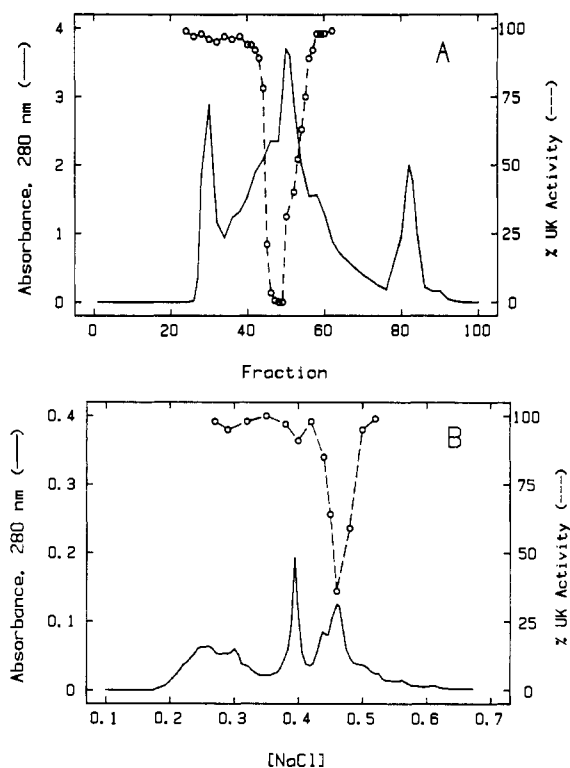 A
Absorbance, 280 nm (——)
4
3
2
1
0
100
75
50
25
0
% UK Activity (---)
0 20 40 60 80 100
Fraction
B
Absorbance, 280 nm (——)
0.4
0.3
0.2
0.1
0
100
75
50
25
0
% UK Activity (---)
0.1 0.2 0.3 0.4 0.5 0.6 0.7
[NaCl]